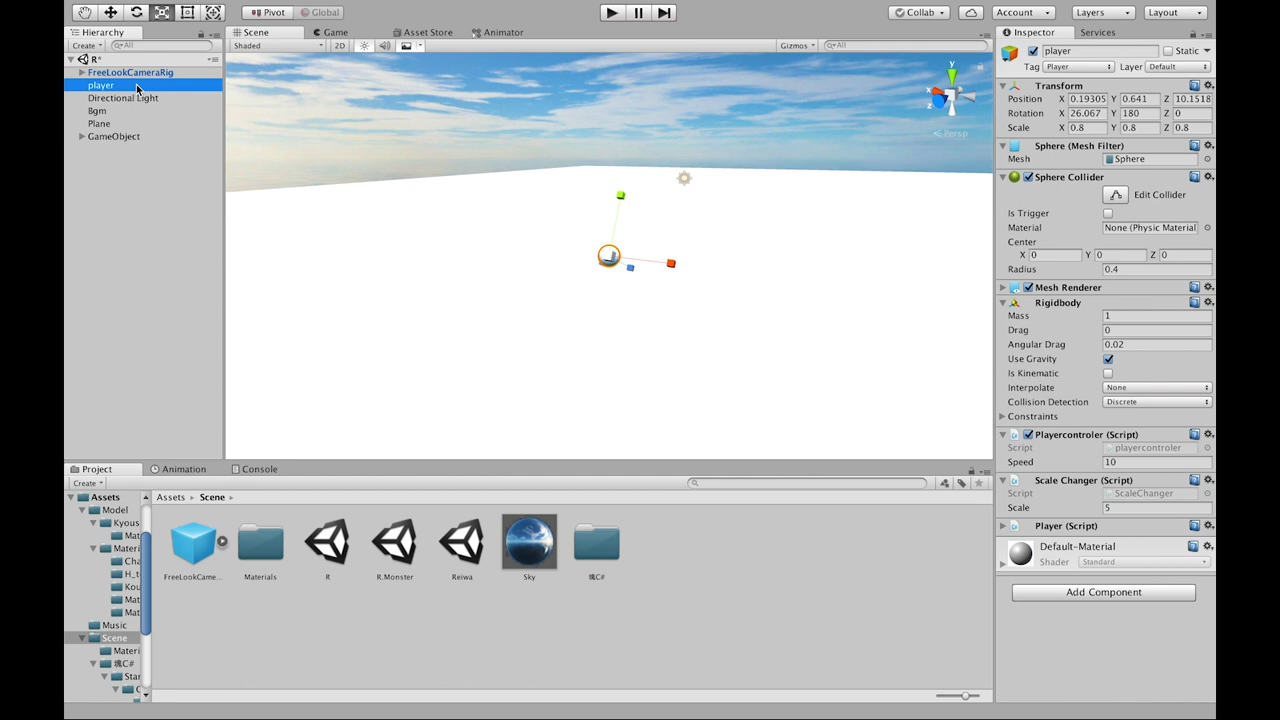 Pivot Global Collab Account Layers Layout
Hierarchy Scene Game Asset Store Animator Inspector Services
Create All Shaded 2D Gizmos All
R*
FreeLookCameraRig
player
Directional Light
Bgm
Plane
GameObject
y
x
z
Persp
player Static
Tag Player Layer Default
Transform
Position X 0.19305 Y 0.641 Z 10.1518
Rotation X 26.067 Y 180 Z 0
Scale X 0.8 Y 0.8 Z 0.8
Sphere (Mesh Filter)
Mesh Sphere
Sphere Collider
Edit Collider
Is Trigger
Material None (Physic Material
Center
X 0 Y 0 Z 0
Radius 0.4
Mesh Renderer
Rigidbody
Mass 1
Drag 0
Angular Drag 0.02
Use Gravity
Is Kinematic
Interpolate None
Collision Detection Discrete
Constraints
Playercontroler (Script)
Script playercontroler
Speed 10
Scale Changer (Script)
Script ScaleChanger
Scale 5
Player (Script)
Default-Material
Shader Standard
Add Component
Project Animation Console
Create
Assets
Model
Kyous
Mat
Materi
Cha
H_t
Kou
Mat
Mat
Music
Scene
Materi
塊C#
Star
Assets Scene
FreeLookCame... Materials R R.Monster Reiwa Sky 塊C#